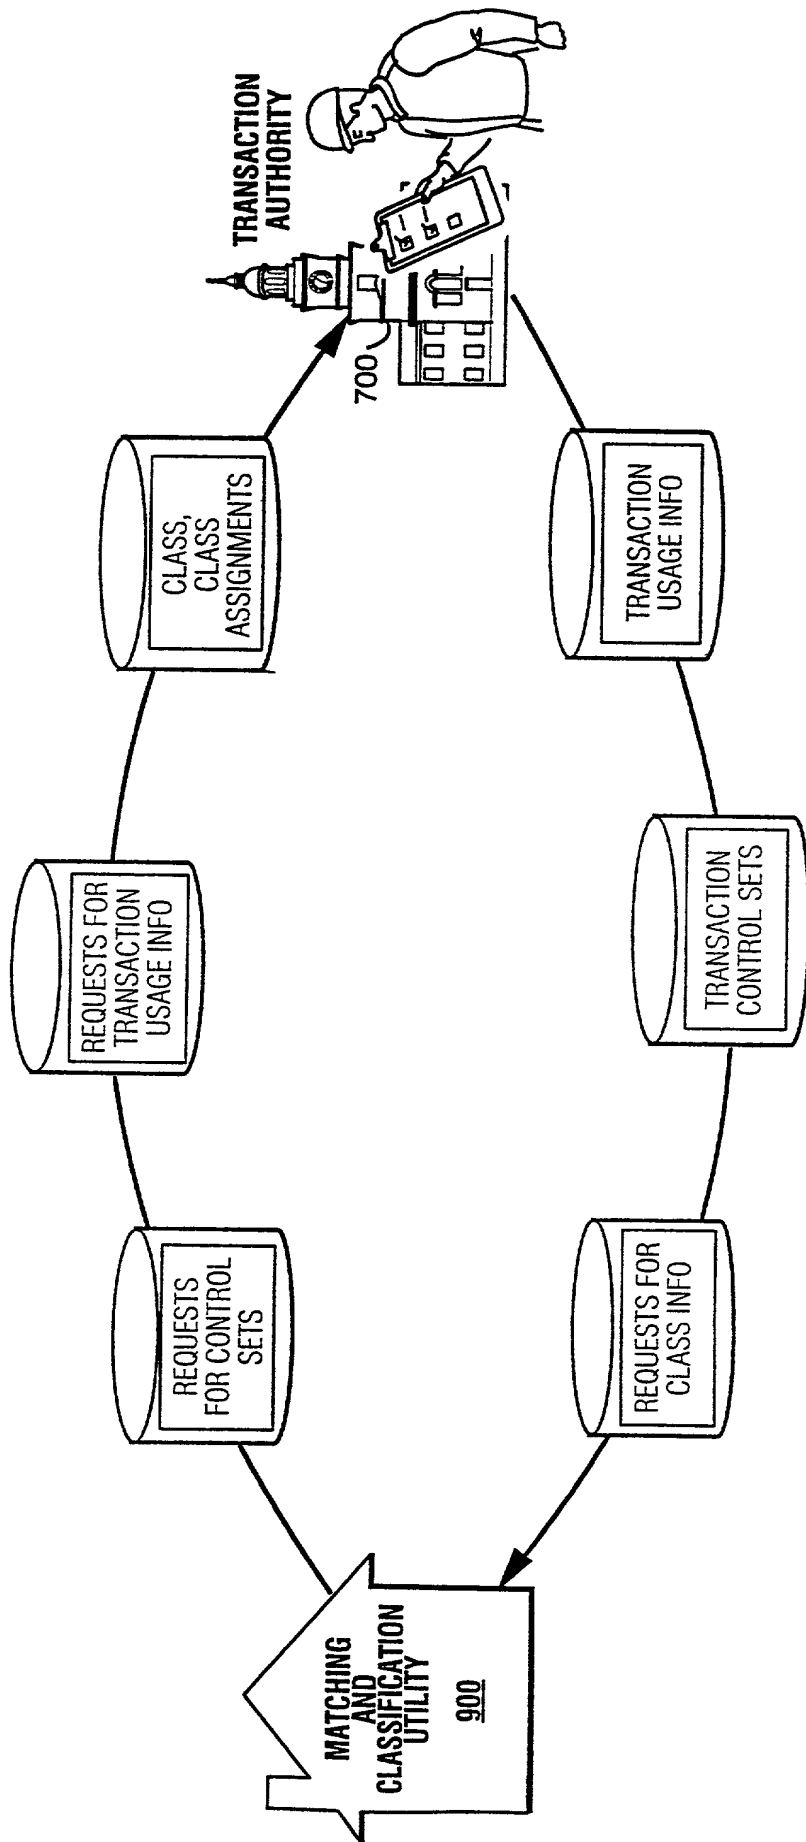 MATCHING
AND
CLASSIFICATION
UTILITY
900
REQUESTS
FOR CONTROL
SETS
REQUESTS FOR
TRANSACTION
USAGE INFO
CLASS,
CLASS
ASSIGNMENTS
TRANSACTION
AUTHORITY
700
TRANSACTION
USAGE INFO
TRANSACTION
CONTROL SETS
REQUESTS FOR
CLASS INFO